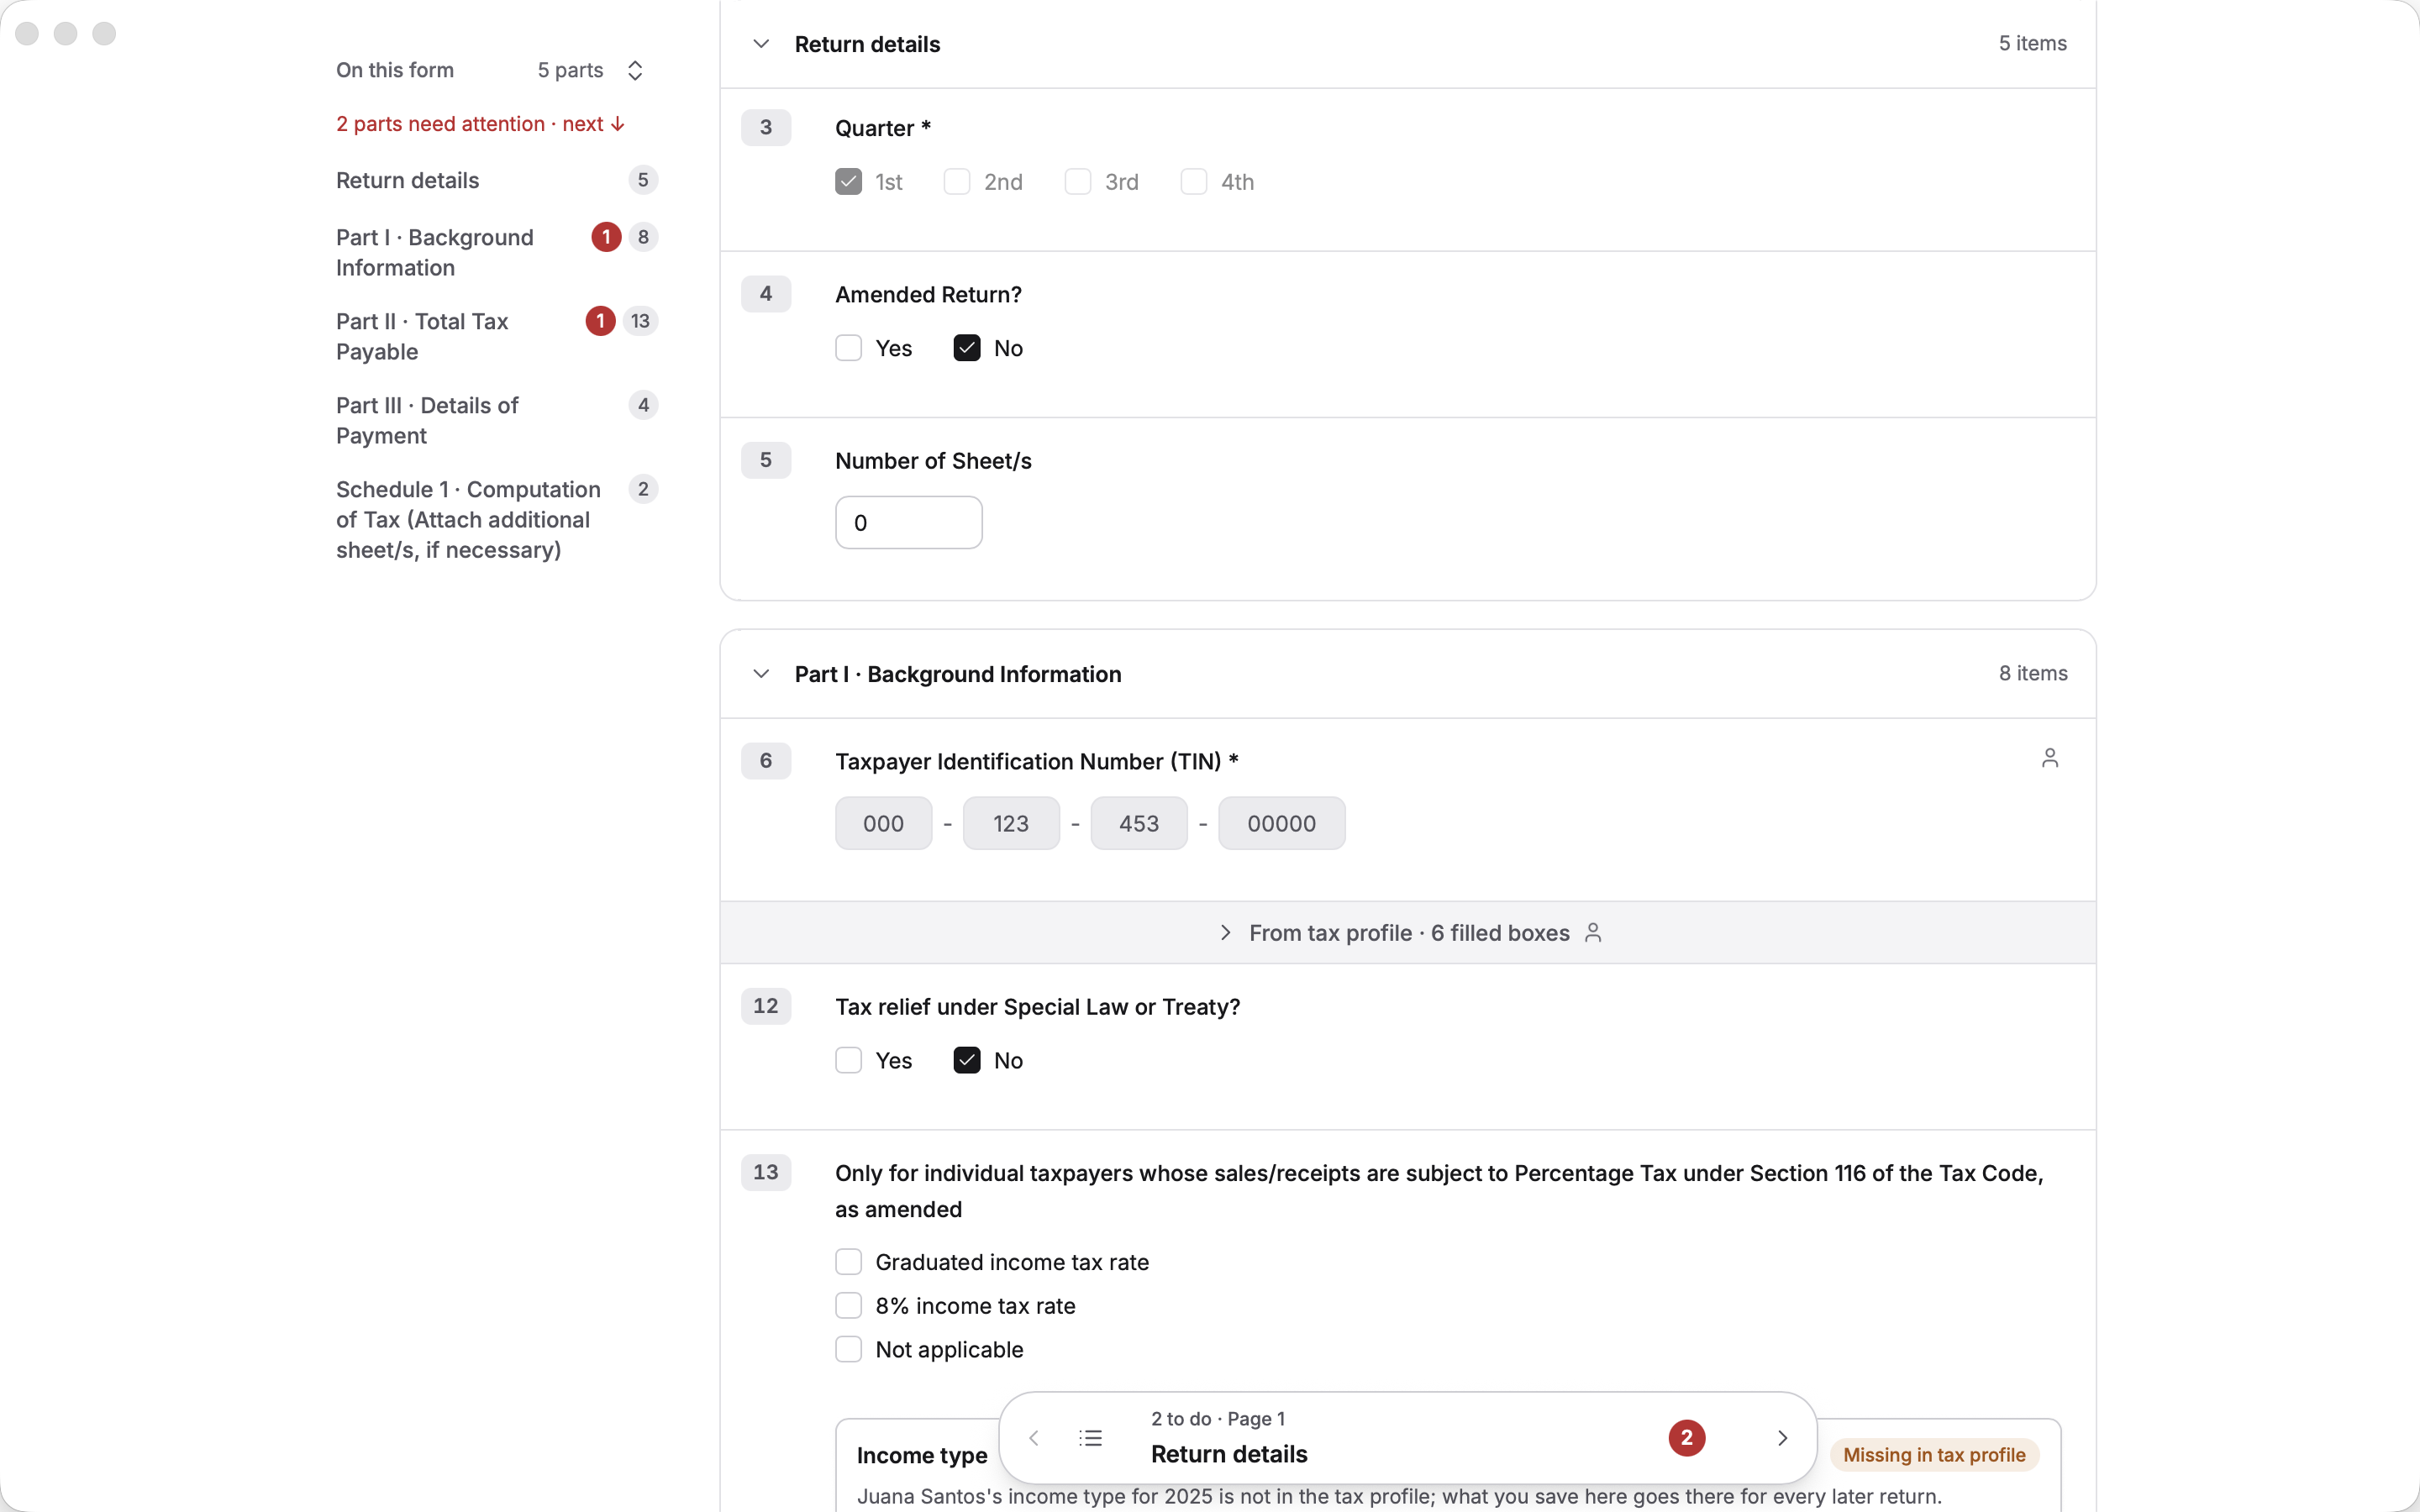 On this form
5 parts
2 parts need attention · next ↓
Return details
5
Part I · Background
Information
1
8
Part II · Total Tax
Payable
1
13
Part III · Details of
Payment
4
Schedule 1 · Computation
of Tax (Attach additional
sheet/s, if necessary)
2
Return details
5 items
3
Quarter *
1st
2nd
3rd
4th
4
Amended Return?
Yes
No
5
Number of Sheet/s
0
Part I · Background Information
8 items
6
Taxpayer Identification Number (TIN) *
000 - 123 - 453 - 00000
From tax profile · 6 filled boxes
12
Tax relief under Special Law or Treaty?
Yes
No
13
Only for individual taxpayers whose sales/receipts are subject to Percentage Tax under Section 116 of the Tax Code,
as amended
Graduated income tax rate
8% income tax rate
Not applicable
Income type
Missing in tax profile
Juana Santos's income type for 2025 is not in the tax profile; what you save here goes there for every later return.
2 to do · Page 1
Return details
2